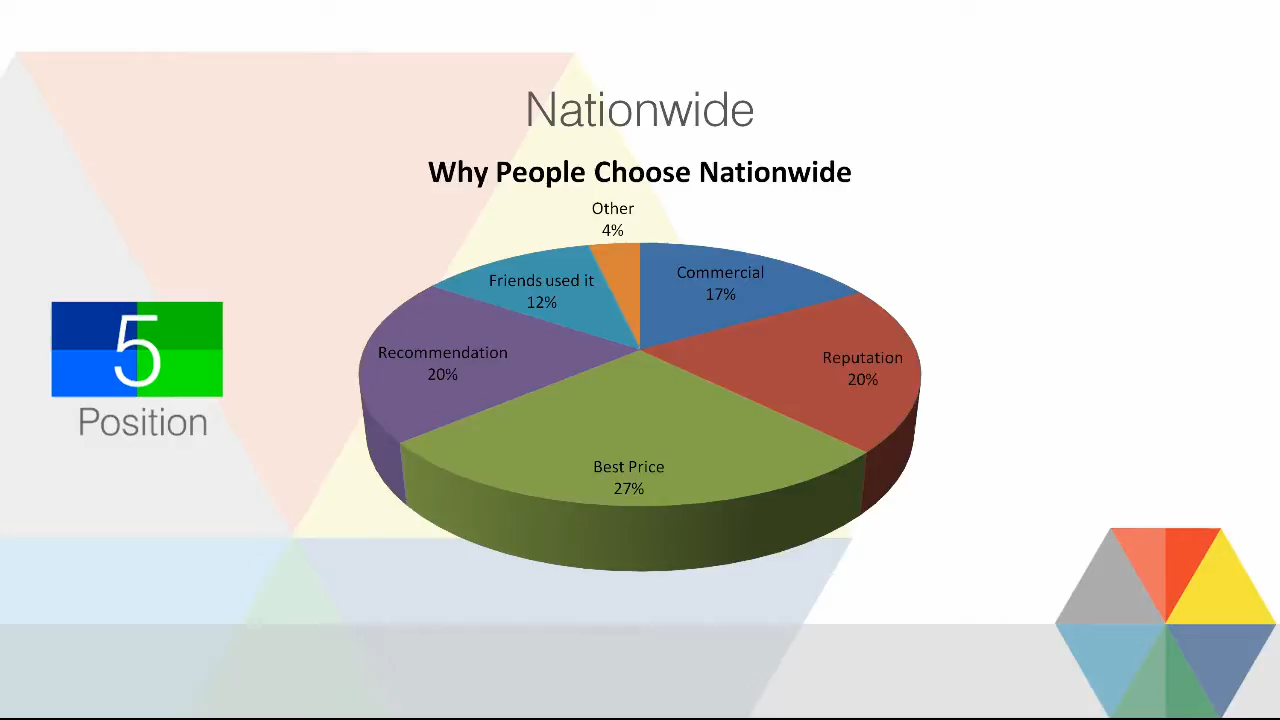 Nationwide
Why People Choose Nationwide
Other
4%
Commercial
17%
Friends used it
12%
Recommendation
20%
Reputation
20%
5
Position
Best Price
27%